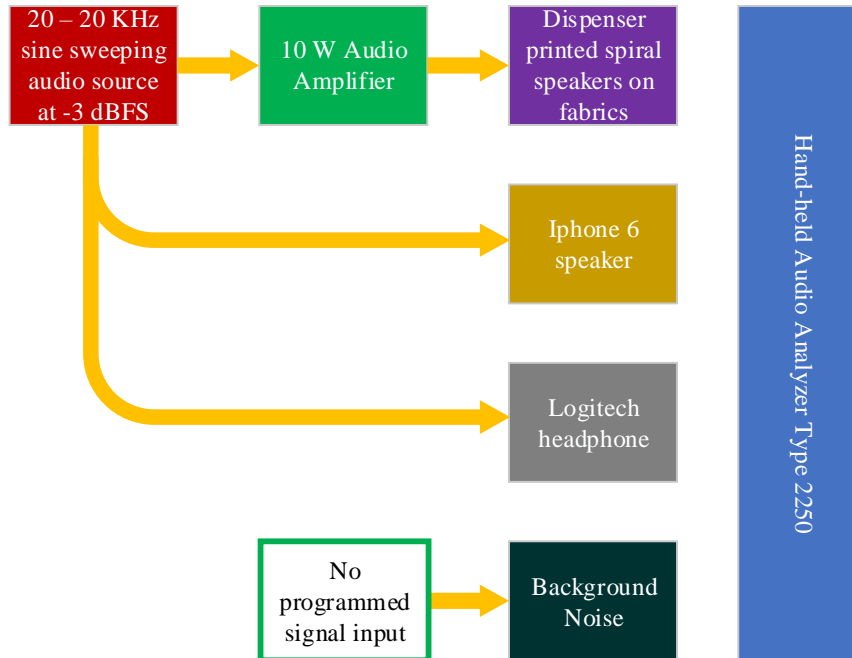 20 – 20 KHz
sine sweeping
audio source
at -3 dBFS
10 W Audio
Amplifier
Dispenser
printed spiral
speakers on
fabrics
Iphone 6
speaker
Logitech
headphone
No
programmed
signal input
Background
Noise
Hand-held Audio Analyzer Type 2250